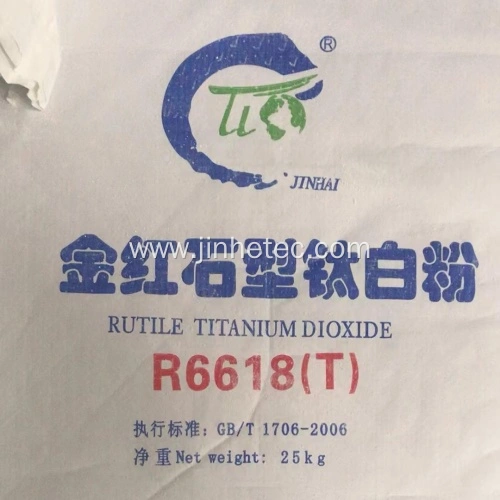 ®
TiO
JINHAI
金红石型钛白粉
www.jinhetec.com
RUTILE TITANIUM DIOXIDE
R6618(T)
执行标准: GB/T 1706-2006
净重Net weight: 25kg